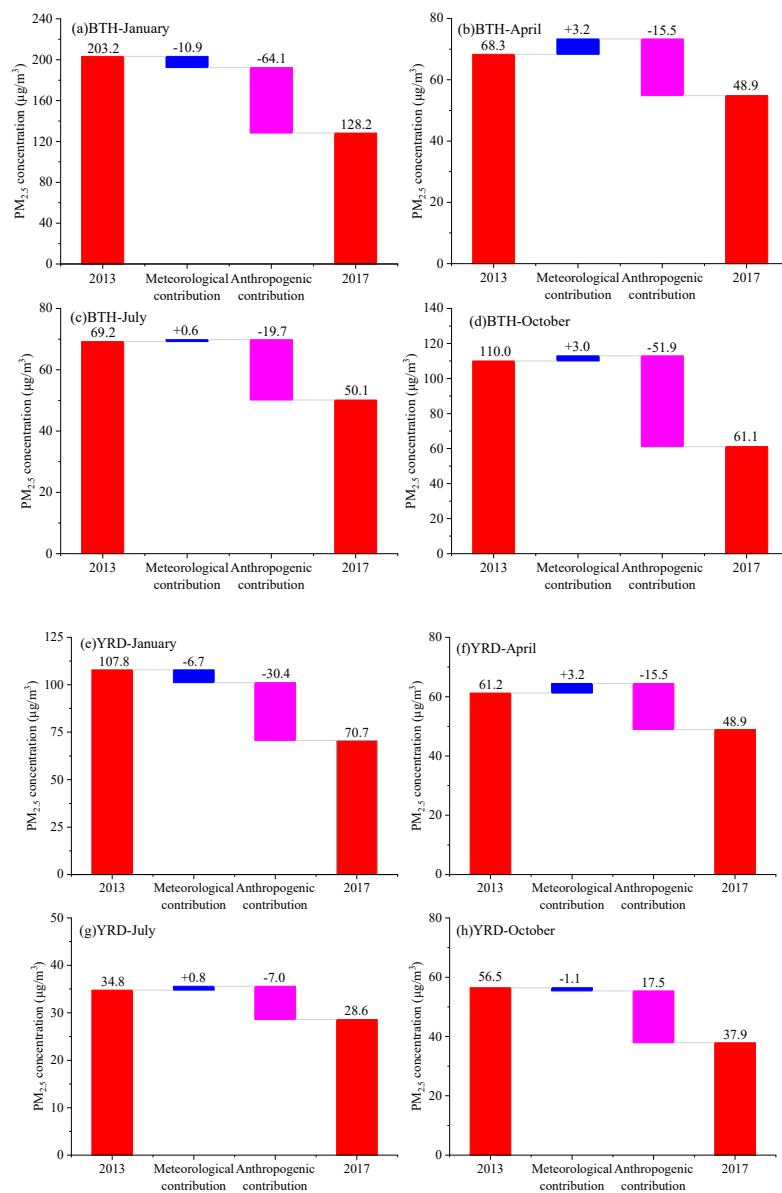 (a)BTH-January
203.2
-10.9
-64.1
128.2
240
200
160
120
80
40
0
PM2.5 concentration (μg/m³)
2013
Meteorological contribution
Anthropogenic contribution
2017
(b)BTH-April
68.3
+3.2
-15.5
48.9
80
60
40
20
0
PM2.5 concentration (μg/m³)
2013
Meteorological contribution
Anthropogenic contribution
2017
(c)BTH-July
69.2
+0.6
-19.7
50.1
80
60
40
20
0
PM2.5 concentration (μg/m³)
2013
Meteorological contribution
Anthropogenic contribution
2017
(d)BTH-October
110.0
+3.0
-51.9
61.1
140
120
100
80
60
40
20
0
PM2.5 concentration (μg/m³)
2013
Meteorological contribution
Anthropogenic contribution
2017
(e)YRD-January
107.8
-6.7
-30.4
70.7
125
100
75
50
25
0
PM2.5 concentration (μg/m³)
2013
Meteorological contribution
Anthropogenic contribution
2017
(f)YRD-April
61.2
+3.2
-15.5
48.9
80
60
40
20
0
PM2.5 concentration (μg/m³)
2013
Meteorological contribution
Anthropogenic contribution
2017
(g)YRD-July
34.8
+0.8
-7.0
28.6
50
40
30
20
10
0
PM2.5 concentration (μg/m³)
2013
Meteorological contribution
Anthropogenic contribution
2017
(h)YRD-October
56.5
-1.1
17.5
37.9
80
60
40
20
0
PM2.5 concentration (μg/m³)
2013
Meteorological contribution
Anthropogenic contribution
2017